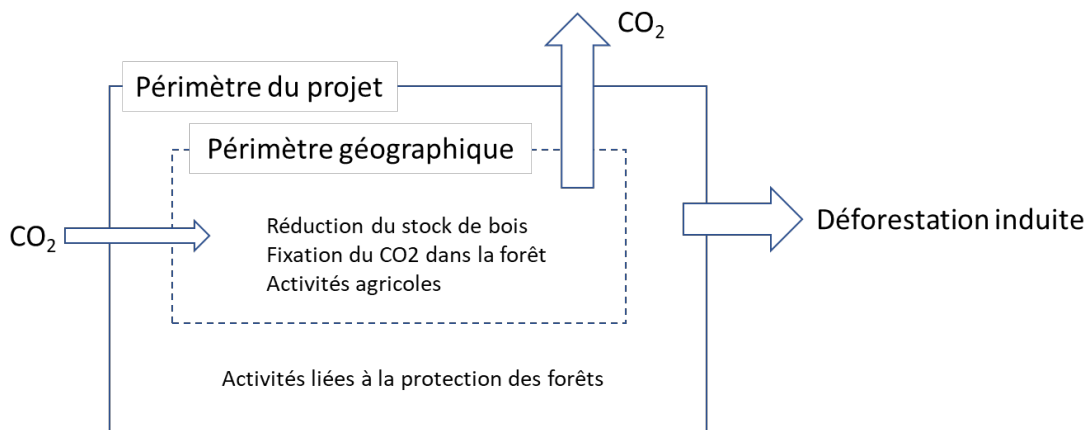 CO₂
Périmètre du projet
Périmètre géographique
Réduction du stock de bois
Fixation du CO2 dans la forêt
Activités agricoles
CO₂
Déforestation induite
Activités liées à la protection des forêts